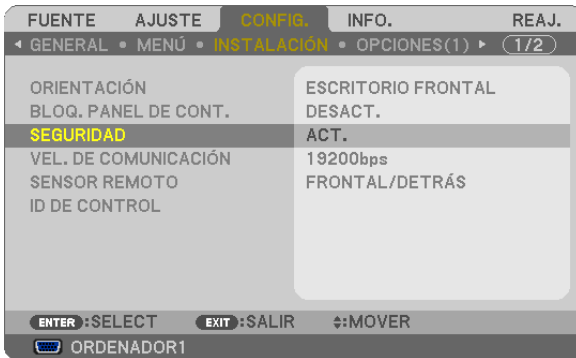 FUENTE AJUSTE CONFIG. INFO. REAJ.
GENERAL • MENÚ • INSTALACIÓN • OPCIONES(1) 1/2
ORIENTACIÓN ESCRITORIO FRONTAL
BLOQ. PANEL DE CONT. DESACT.
SEGURIDAD ACT.
VEL. DE COMUNICACIÓN 19200bps
SENSOR REMOTO FRONTAL/DETRÁS
ID DE CONTROL
ENTER :SELECT EXIT :SALIR :MOVER
ORDENADOR1